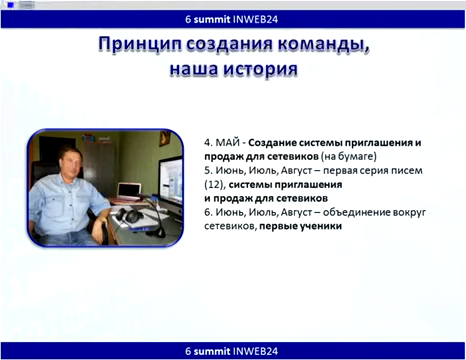 6 summit INWEB24
Принцип создания команды,
наша история
4. МАЙ - Создание системы приглашения и
продаж для сетевиков (на бумаге)
5. Июнь, Июль, Август – первая серия писем
(12), системы приглашения
и продаж для сетевиков
6. Июнь, Июль, Август – объединение вокруг
сетевиков, первые ученики
6 summit INWEB24